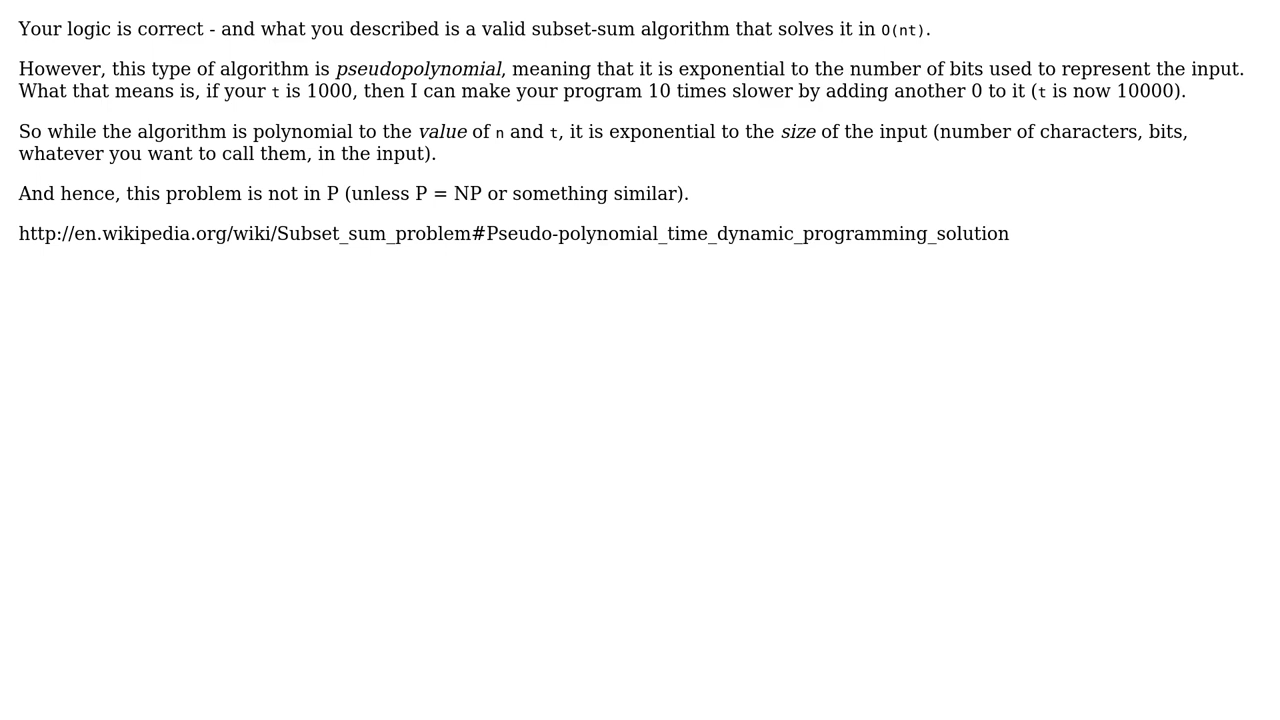 Your logic is correct - and what you described is a valid subset-sum algorithm that solves it in O(nt).
However, this type of algorithm is pseudopolynomial, meaning that it is exponential to the number of bits used to represent the input.
What that means is, if your t is 1000, then I can make your program 10 times slower by adding another 0 to it (t is now 10000).
So while the algorithm is polynomial to the value of n and t, it is exponential to the size of the input (number of characters, bits,
whatever you want to call them, in the input).
And hence, this problem is not in P (unless P = NP or something similar).
http://en.wikipedia.org/wiki/Subset_sum_problem#Pseudo-polynomial_time_dynamic_programming_solution